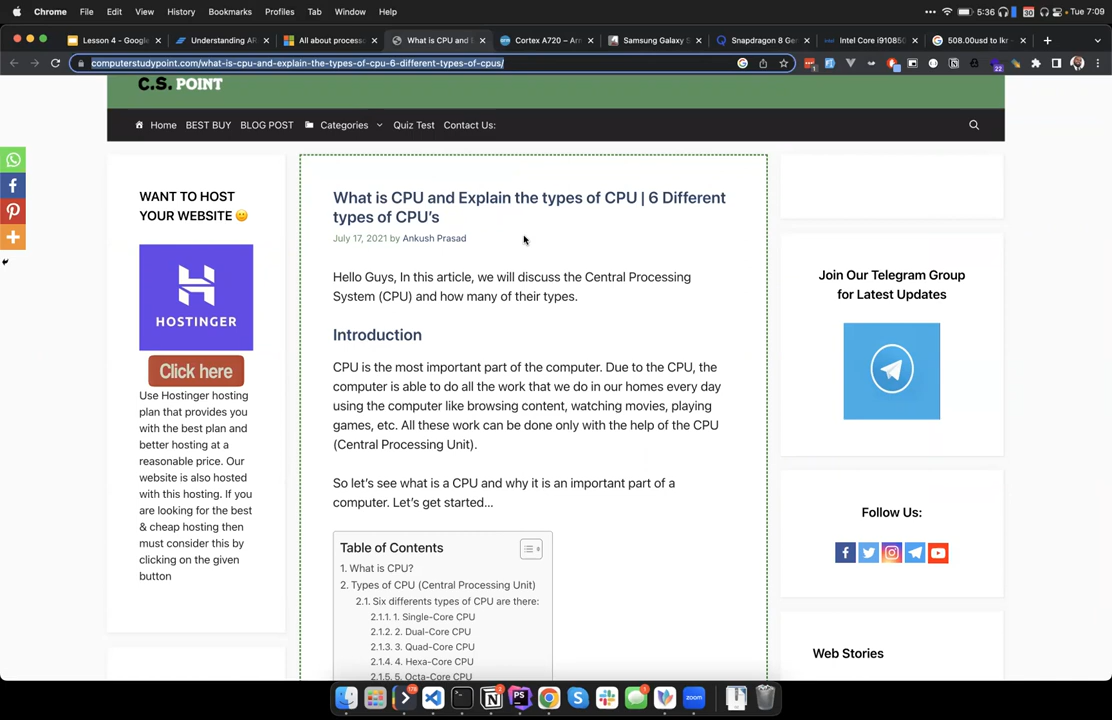 Chrome File Edit View History Bookmarks Profiles Tab Window Help 5:36 30 Tue 7:09
Lesson 4 - Google What is CPU and Understanding AR All about process Cortex A720 – Arm Samsung Galaxy S Snapdragon 8 Gen Intel Core i910850 508.00usd to lkr -
computerstudypoint.com/what-is-cpu-and-explain-the-types-of-cpu-6-different-types-of-cpus/
C.S. POINT
Home BEST BUY BLOG POST Categories Quiz Test Contact Us:
WANT TO HOST
YOUR WEBSITE 🙂
HOSTINGER
Click here
Use Hostinger hosting
plan that provides you
with the best plan and
better hosting at a
reasonable price. Our
website is also hosted
with this hosting. If you
are looking for the best
& cheap hosting then
must consider this by
clicking on the given
button
What is CPU and Explain the types of CPU | 6 Different
types of CPU's
July 17, 2021 by Ankush Prasad
Hello Guys, In this article, we will discuss the Central Processing
System (CPU) and how many of their types.
Introduction
CPU is the most important part of the computer. Due to the CPU, the
computer is able to do all the work that we do in our homes every day
using the computer like browsing content, watching movies, playing
games, etc. All these work can be done only with the help of the CPU
(Central Processing Unit).
So let's see what is a CPU and why it is an important part of a
computer. Let's get started...
Table of Contents
1. What is CPU?
2. Types of CPU (Central Processing Unit)
2.1. Six differents types of CPU are there:
2.1.1. 1. Single-Core CPU
2.1.2. 2. Dual-Core CPU
2.1.3. 3. Quad-Core CPU
2.1.4. 4. Hexa-Core CPU
2.1.5. 5. Octa-Core CPU
Join Our Telegram Group
for Latest Updates
Follow Us:
Web Stories
PS zoom